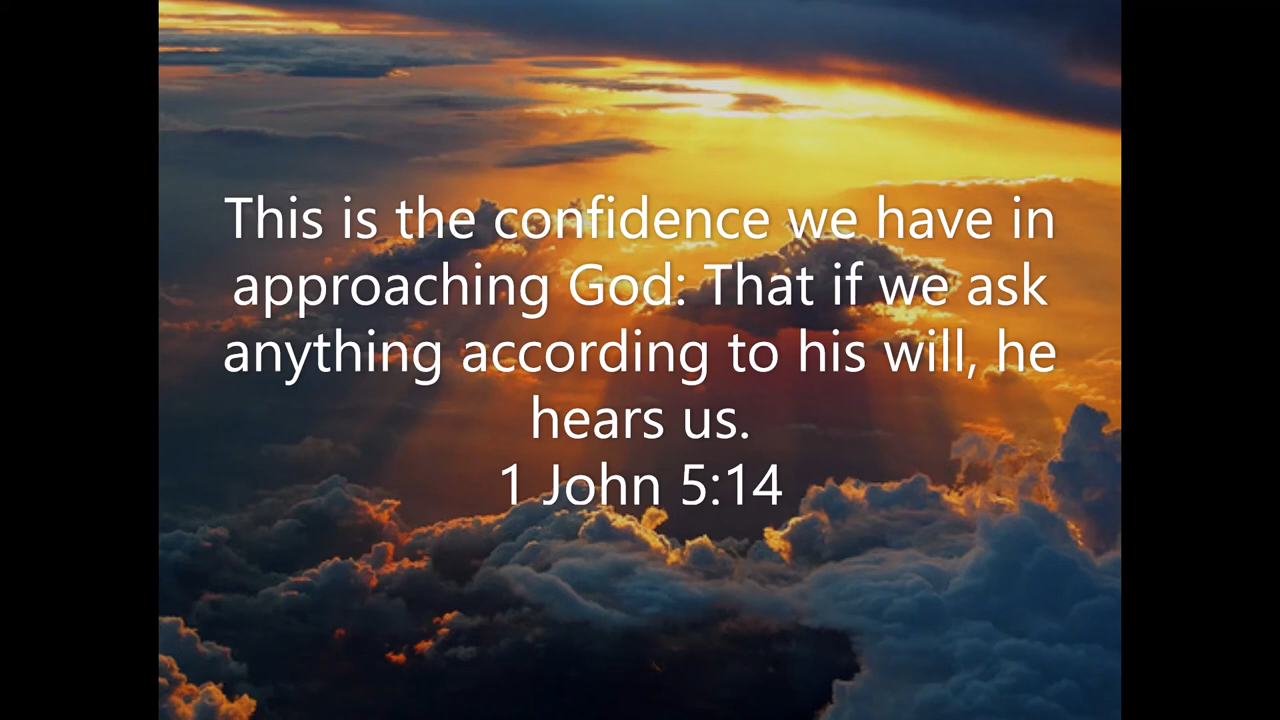 This is the confidence we have in
approaching God: That if we ask
anything according to his will, he
hears us.
1 John 5:14